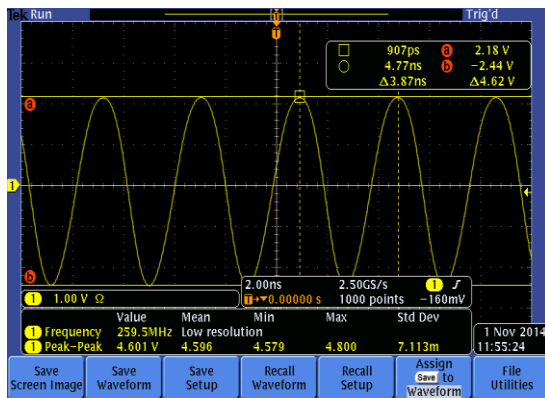 Tek Run Trig'd
T
T
907ps a 2.18 V
4.77ns b −2.44 V
Δ3.87ns Δ4.62 V
a
1
b
2.00ns 2.50GS/s 1
1 1.00 V Ω T→▼0.00000 s 1000 points −160mV
Value Mean Min Max Std Dev
1 Frequency 259.5MHz Low resolution
1 Peak-Peak 4.601 V 4.596 4.579 4.800 7.113m
1 Nov 2014
11:55:24
Save Screen Image
Save Waveform
Save Setup
Recall Waveform
Recall Setup
Assign Save to Waveform
File Utilities